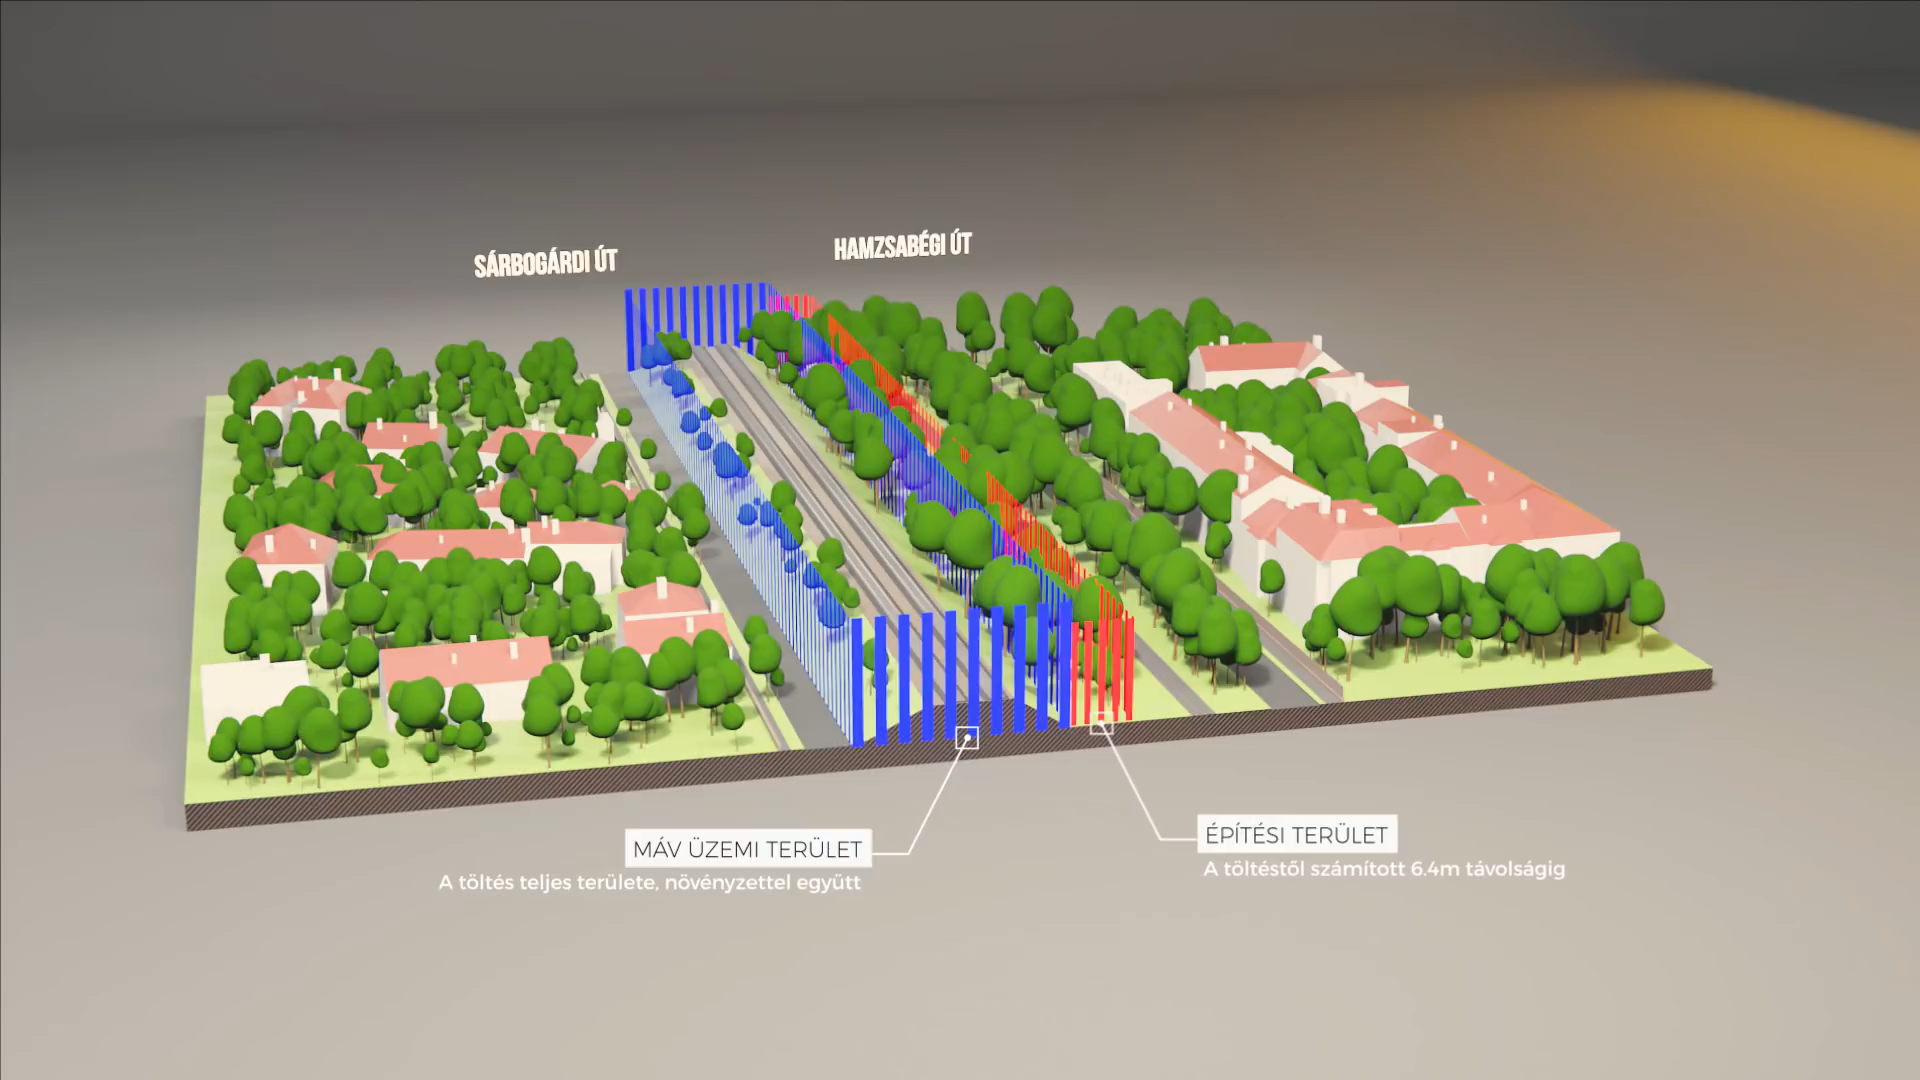 SÁRBOGÁRDI ÚT
HAMZSABÉGI ÚT
MÁV ÜZEMI TERÜLET
A töltés teljes területe, növényzettel együtt
ÉPÍTÉSI TERÜLET
A töltéstől számított 6.4m távolságig